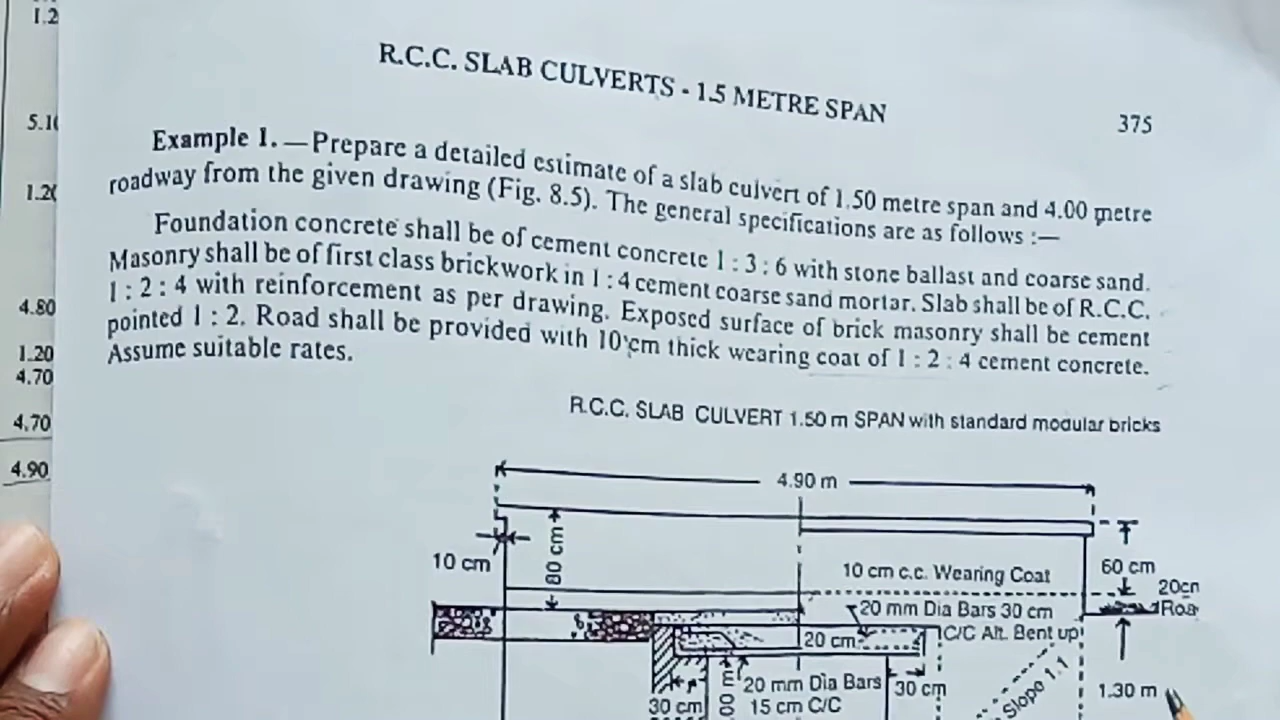 1.2
5.1
1.2
4.80
1.20
4.70
4.70
4.90
R.C.C. SLAB CULVERTS - 1.5 METRE SPAN
375
Example 1.—Prepare a detailed estimate of a slab culvert of 1.50 metre span and 4.00 metre
roadway from the given drawing (Fig. 8.5). The general specifications are as follows :—
Foundation concrete shall be of cement concrete 1 : 3 : 6 with stone ballast and coarse sand.
Masonry shall be of first class brickwork in 1 : 4 cement coarse sand mortar. Slab shall be of R.C.C.
1 : 2 : 4 with reinforcement as per drawing. Exposed surface of brick masonry shall be cement
pointed 1 : 2. Road shall be provided with 10 cm thick wearing coat of 1 : 2 : 4 cement concrete.
Assume suitable rates.
R.C.C. SLAB CULVERT 1.50 m SPAN with standard modular bricks
4.90 m
10 cm
80 cm
10 cm c.c. Wearing Coat
60 cm
20cm
Roa
20 mm Dia Bars 30 cm
C/C Alt. Bent up
20 cm
20 mm Dia Bars
15 cm C/C
30 cm
30 cm
Slope 1.1
1.30 m